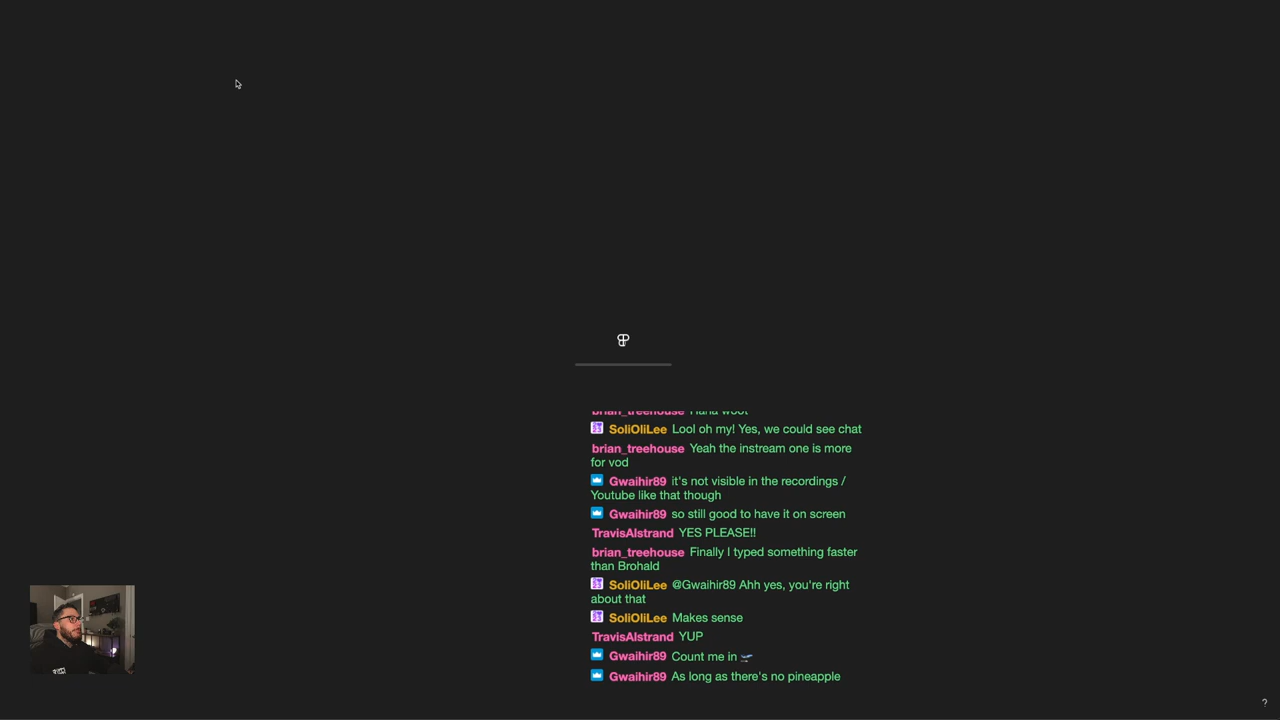 brian_treehouse Haha woot
SoliOliLee Lool oh my! Yes, we could see chat
brian_treehouse Yeah the instream one is more
for vod
Gwaihir89 it's not visible in the recordings /
Youtube like that though
Gwaihir89 so still good to have it on screen
TravisAlstrand YES PLEASE!!
brian_treehouse Finally I typed something faster
than Brohald
SoliOliLee @Gwaihir89 Ahh yes, you're right
about that
SoliOliLee Makes sense
TravisAlstrand YUP
Gwaihir89 Count me in
Gwaihir89 As long as there's no pineapple
?